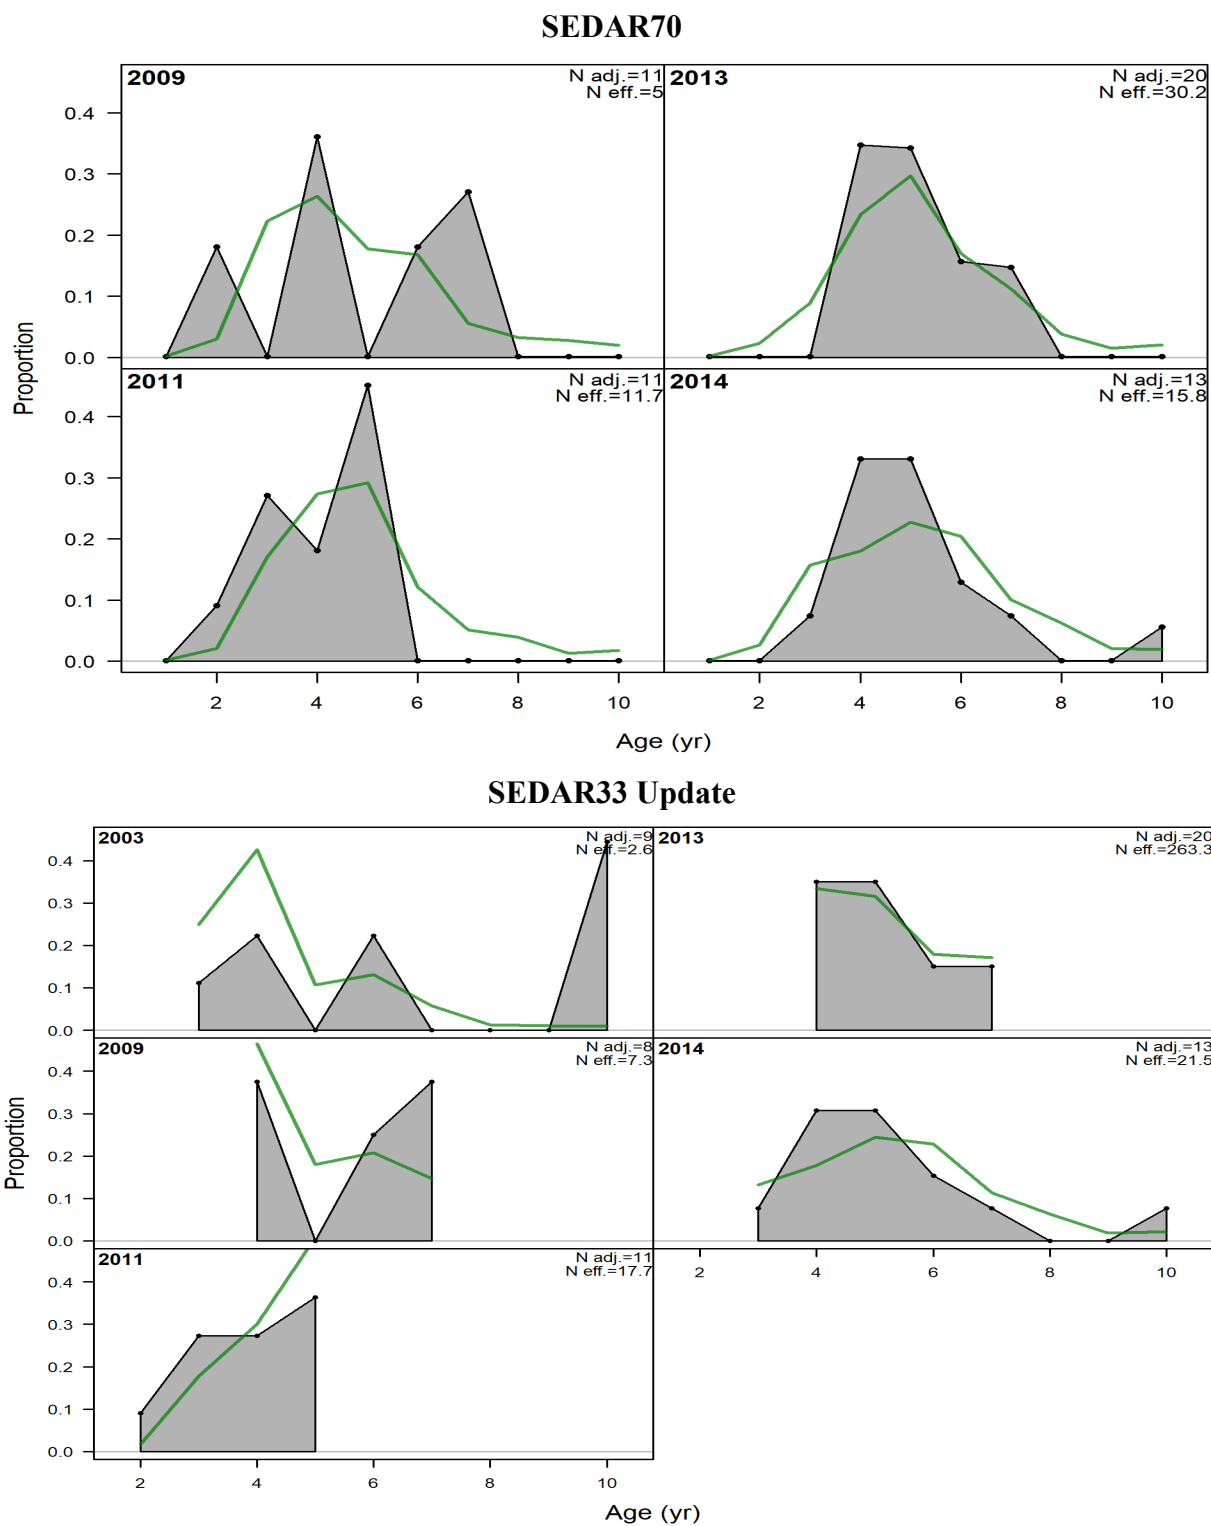 SEDAR70
2009
N adj.=11
N eff.=5
2013
N adj.=20
N eff.=30.2
0.4
0.3
0.2
0.1
0.0
2011
N adj.=11
N eff.=11.7
2014
N adj.=13
N eff.=15.8
0.4
0.3
0.2
0.1
0.0
Proportion
2 4 6 8 10
2 4 6 8 10
Age (yr)
SEDAR33 Update
2003
N adj.=9
N eff.=2.6
2013
N adj.=20
N eff.=263.3
0.4
0.3
0.2
0.1
0.0
2009
N adj.=8
N eff.=7.3
2014
N adj.=13
N eff.=21.5
0.4
0.3
0.2
0.1
0.0
Proportion
2 4 6 8 10
2011
N adj.=11
N eff.=17.7
0.4
0.3
0.2
0.1
0.0
2 4 6 8 10
Age (yr)